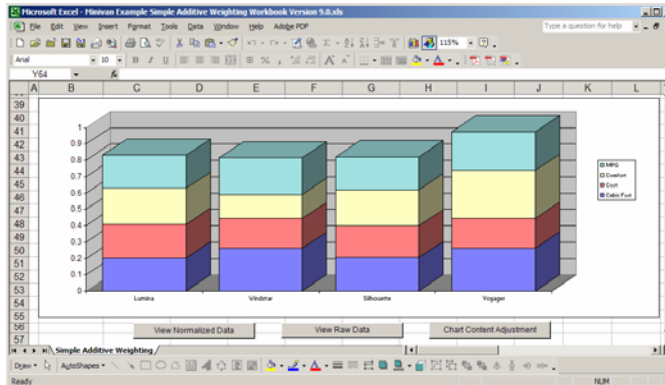 Microsoft Excel - Minivan Example Simple Additive Weighting Workbook Version 9.0.xls
File Edit View Insert Format Tools Data Window Help Adobe PDF
Type a question for help
115%
Arial 10 B I U $ % ,
Y64 fx
A B C D E F G H I J K L
39
40
41
42
43
44
45
46
47
48
49
50
51
52
53
54
55
56
57
1
0.9
0.8
0.7
0.6
0.5
0.4
0.3
0.2
0.1
0
Lumina Windstar Silhouette Voyager
MPG
Comfort
Cost
Cubic Feet
View Normalized Data View Raw Data Chart Content Adjustment
Simple Additive Weighting
Draw AutoShapes
Ready NUM